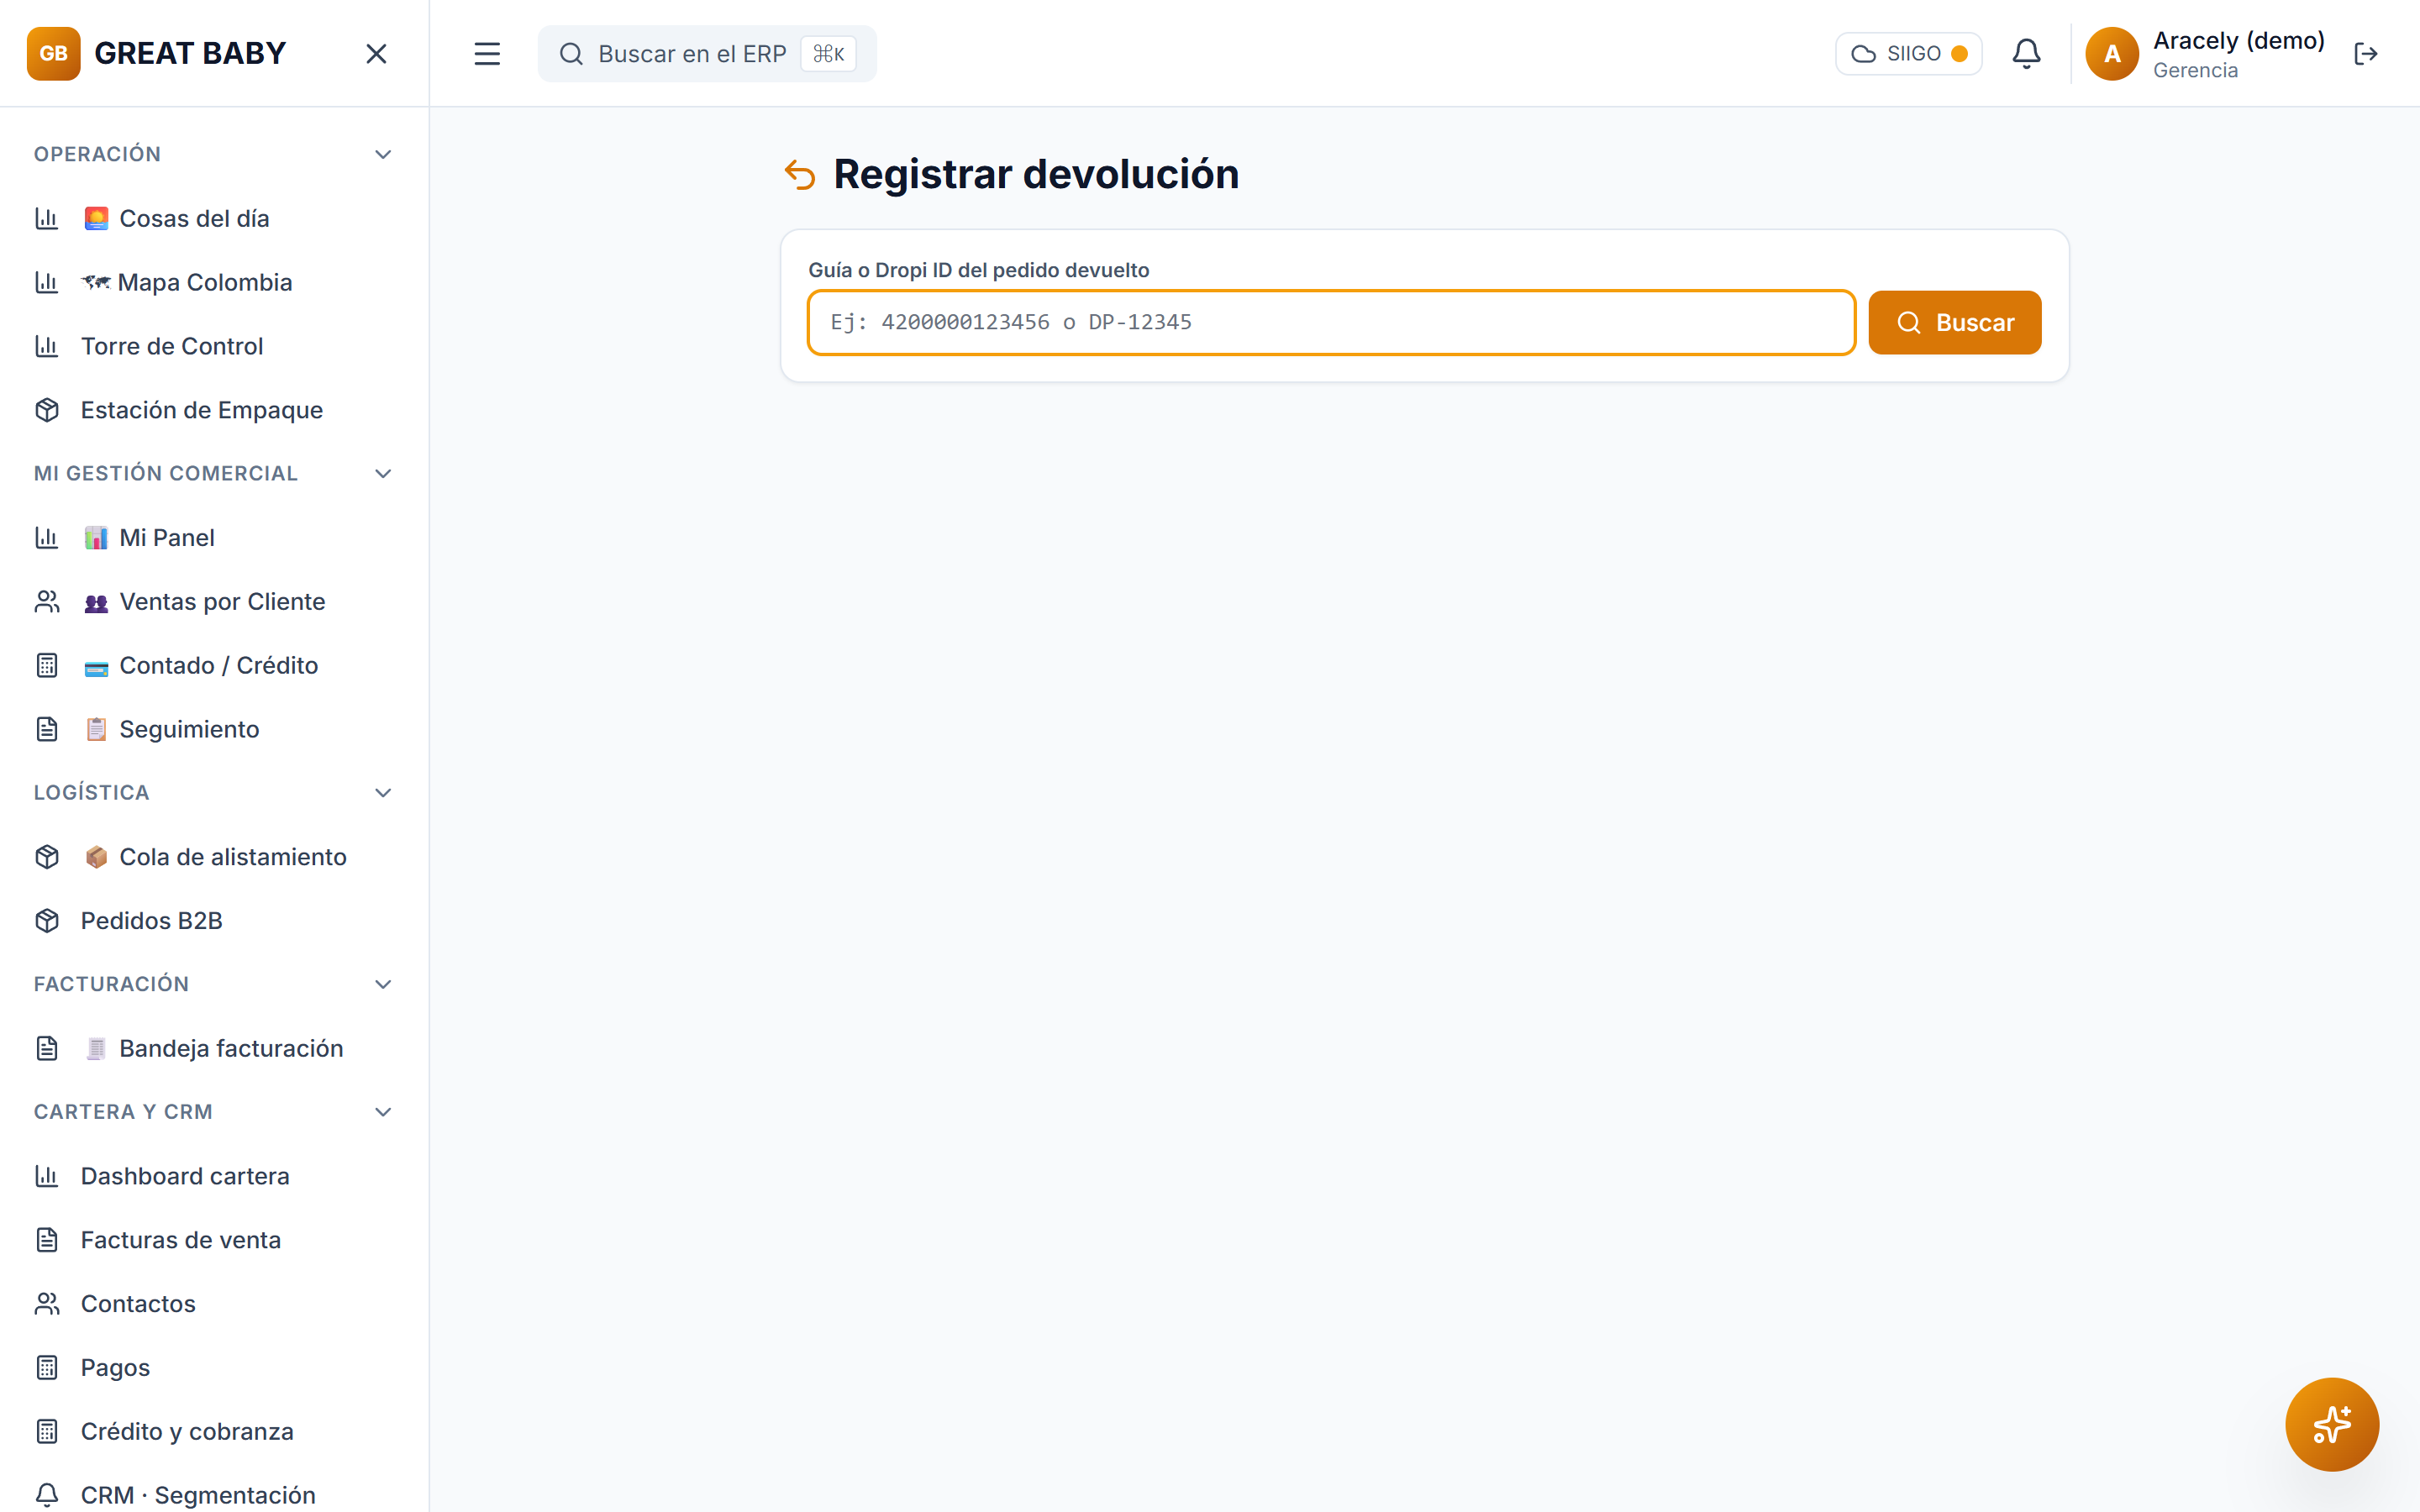 GB GREAT BABY
Buscar en el ERP ⌘K
SIIGO
A
Aracely (demo)
Gerencia
OPERACIÓN
Cosas del día
Mapa Colombia
Torre de Control
Estación de Empaque
MI GESTIÓN COMERCIAL
Mi Panel
Ventas por Cliente
Contado / Crédito
Seguimiento
LOGÍSTICA
Cola de alistamiento
Pedidos B2B
FACTURACIÓN
Bandeja facturación
CARTERA Y CRM
Dashboard cartera
Facturas de venta
Contactos
Pagos
Crédito y cobranza
CRM · Segmentación
Registrar devolución
Guía o Dropi ID del pedido devuelto
Ej: 4200000123456 o DP-12345
Buscar